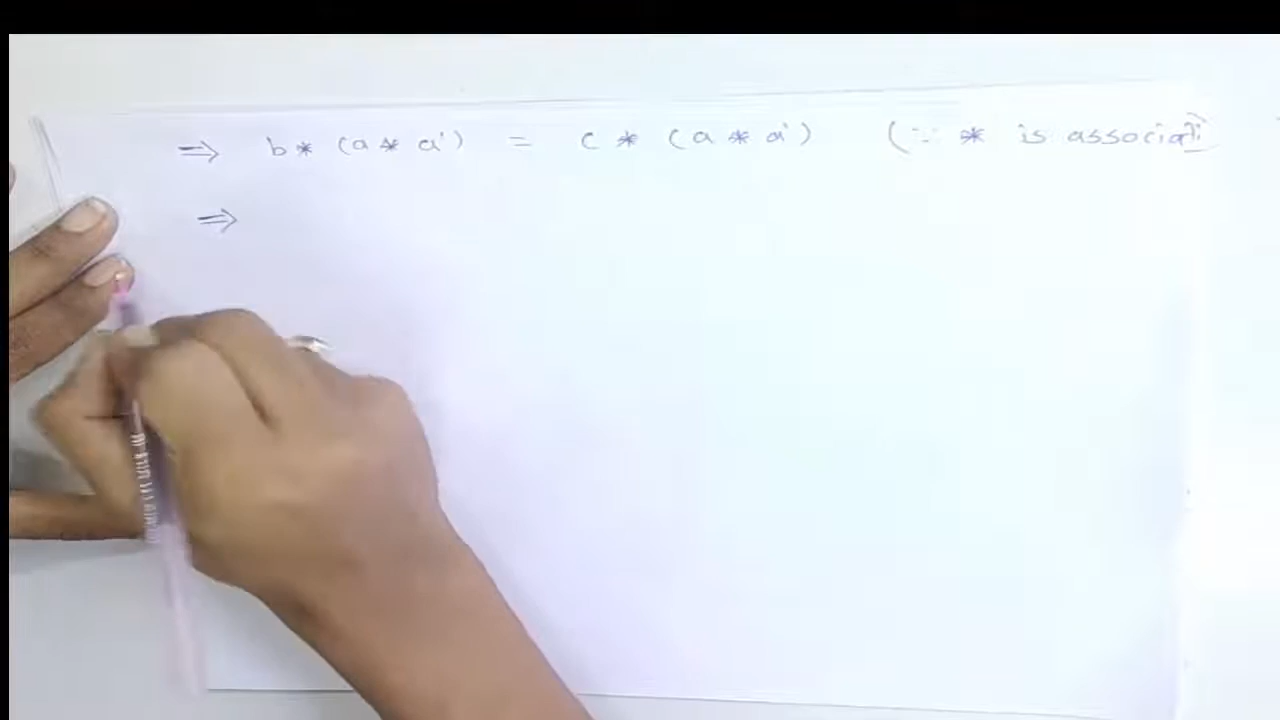 ⇒ b * (a * a') = c * (a * a') (∵ * is associati
⇒